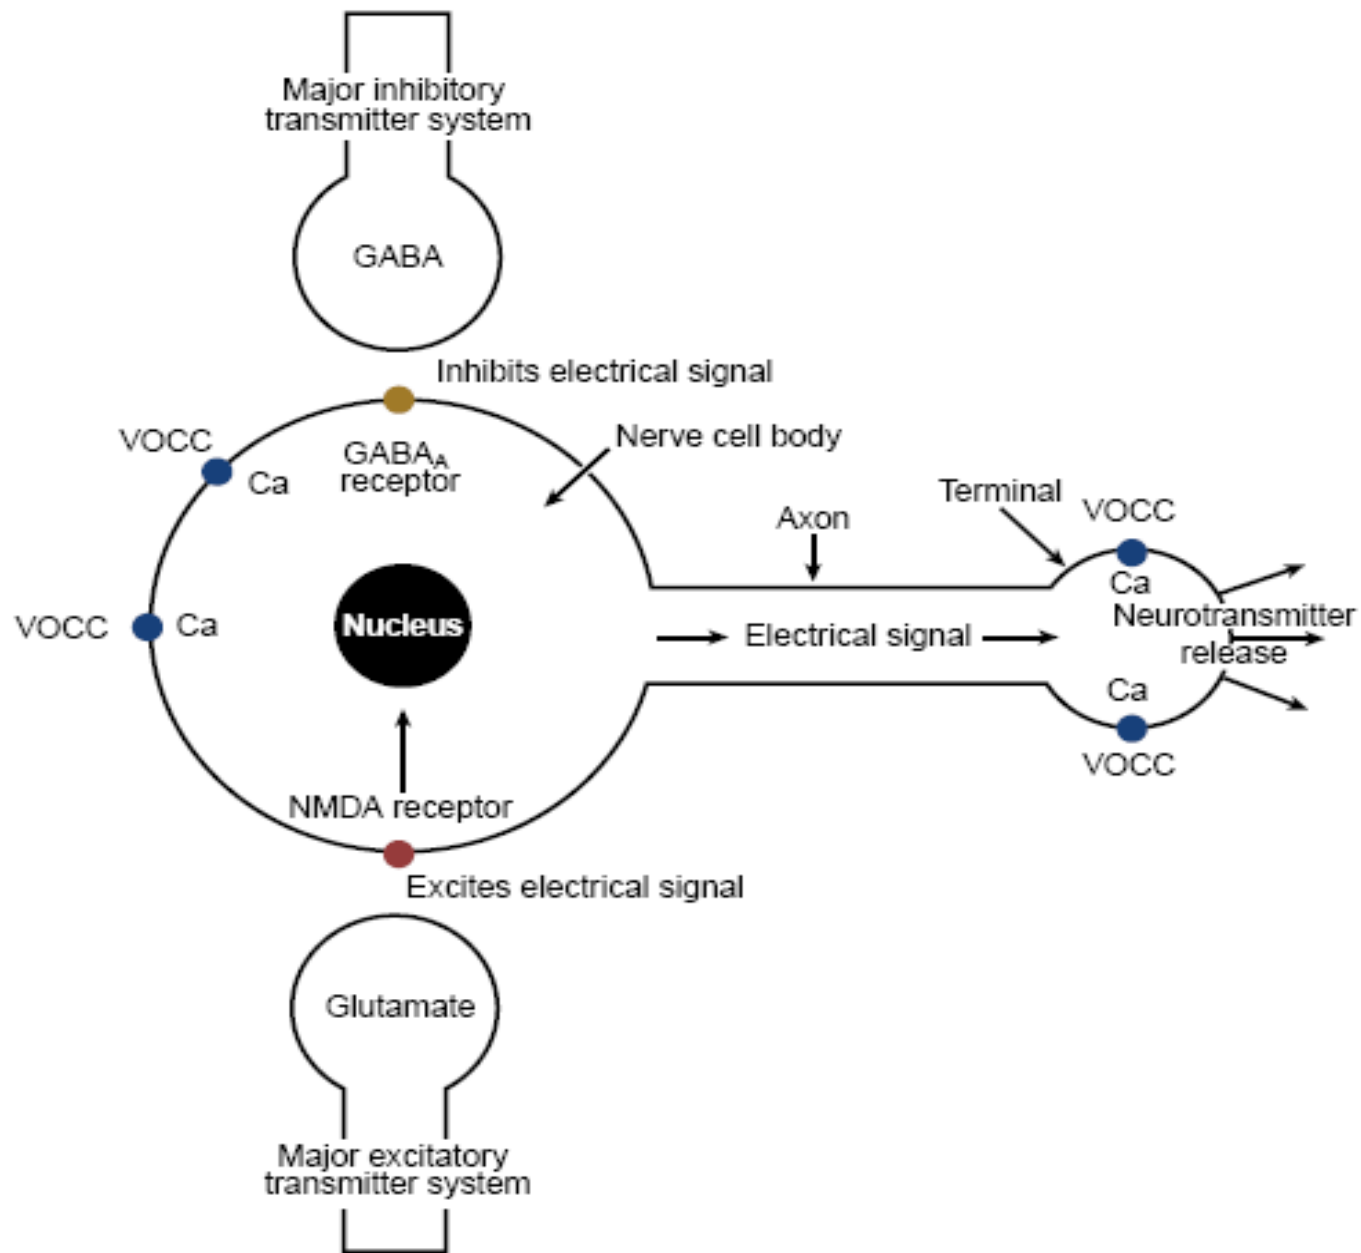 Major inhibitory
transmitter system
GABA
Inhibits electrical signal
VOCC
Ca
GABAA
receptor
Nerve cell body
Terminal
VOCC
Axon
Ca
VOCC
Ca
Nucleus
Electrical signal
Neurotransmitter
release
Ca
VOCC
NMDA receptor
Excites electrical signal
Glutamate
Major excitatory
transmitter system